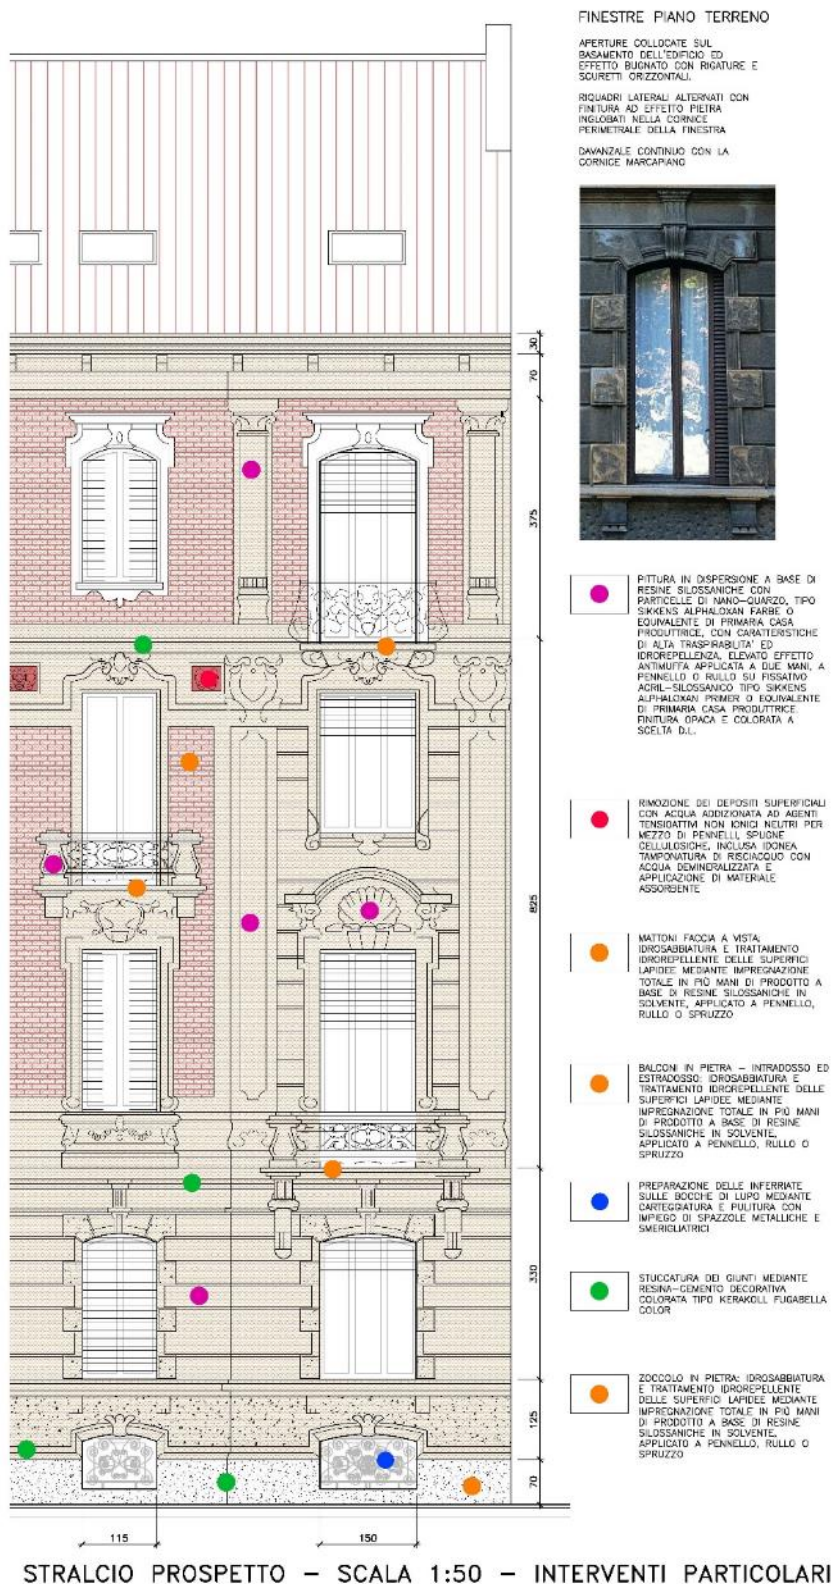 FINESTRE PIANO TERRENO
APERTURE COLLOCATE SUL
BASAMENTO DELL'EDIFICIO ED
EFFETTO BUGNATO CON RIGATURE E
SCURETTI ORIZZONTALI.
RIQUADRI LATERALI ALTERNATI CON
FINITURA AD EFFETTO PIETRA
INGLOBATI NELLA CORNICE
PERIMETRALE DELLA FINESTRA
DAVANZALE CONTINUO CON LA
CORNICE MARCAPIANO
30
70
375
825
330
125
70
115
150
PITTURA IN DISPERSIONE A BASE DI
RESINE SILOSSANICHE CON
PARTICELLE DI NANO-QUARZO, TIPO
SIKKENS ALPHALOXAN FARBE O
EQUIVALENTE DI PRIMARIA CASA
PRODUTTRICE, CON CARATTERISTICHE
DI ALTA TRASPIRABILITA' ED
IDROREPELLENZA, ELEVATO EFFETTO
ANTIMUFFA APPLICATA A DUE MANI, A
PENNELLO O RULLO SU FISSATIVO
ACRIL-SILOSSANICO TIPO SIKKENS
ALPHALOXAN PRIMER O EQUIVALENTE
DI PRIMARIA CASA PRODUTTRICE.
FINITURA OPACA E COLORATA A
SCELTA D.L.
RIMOZIONE DEI DEPOSITI SUPERFICIALI
CON ACQUA ADDIZIONATA AD AGENTI
TENSIOATTIVI NON IONICI NEUTRI PER
MEZZO DI PENNELLI, SPUGNE
CELLULOSICHE, INCLUSA IDONEA
TAMPONATURA DI RISCIACQUO CON
ACQUA DEMINERALIZZATA E
APPLICAZIONE DI MATERIALE
ASSORBENTE
MATTONI FACCIA A VISTA:
IDROSABBIATURA E TRATTAMENTO
IDROREPELLENTE DELLE SUPERFICI
LAPIDEE MEDIANTE IMPREGNAZIONE
TOTALE IN PIÙ MANI DI PRODOTTO A
BASE DI RESINE SILOSSANICHE IN
SOLVENTE, APPLICATO A PENNELLO,
RULLO O SPRUZZO
BALCONI IN PIETRA - INTRADOSSO ED
ESTRADOSSO: IDROSABBIATURA E
TRATTAMENTO IDROREPELLENTE DELLE
SUPERFICI LAPIDEE MEDIANTE
IMPREGNAZIONE TOTALE IN PIÙ MANI
DI PRODOTTO A BASE DI RESINE
SILOSSANICHE IN SOLVENTE,
APPLICATO A PENNELLO, RULLO O
SPRUZZO
PREPARAZIONE DELLE INFERRIATE
SULLE BOCCHE DI LUPO MEDIANTE
CARTEGGIATURA E PULITURA CON
IMPIEGO DI SPAZZOLE METALLICHE E
SMERIGLIATRICI
STUCCATURA DEI GIUNTI MEDIANTE
RESINA-CEMENTO DECORATIVA
COLORATA TIPO KERAKOLL FUGABELLA
COLOR
ZOCCOLO IN PIETRA: IDROSABBIATURA
E TRATTAMENTO IDROREPELLENTE
DELLE SUPERFICI LAPIDEE MEDIANTE
IMPREGNAZIONE TOTALE IN PIÙ MANI
DI PRODOTTO A BASE DI RESINE
SILOSSANICHE IN SOLVENTE,
APPLICATO A PENNELLO, RULLO O
SPRUZZO
STRALCIO PROSPETTO - SCALA 1:50 - INTERVENTI PARTICOLARI